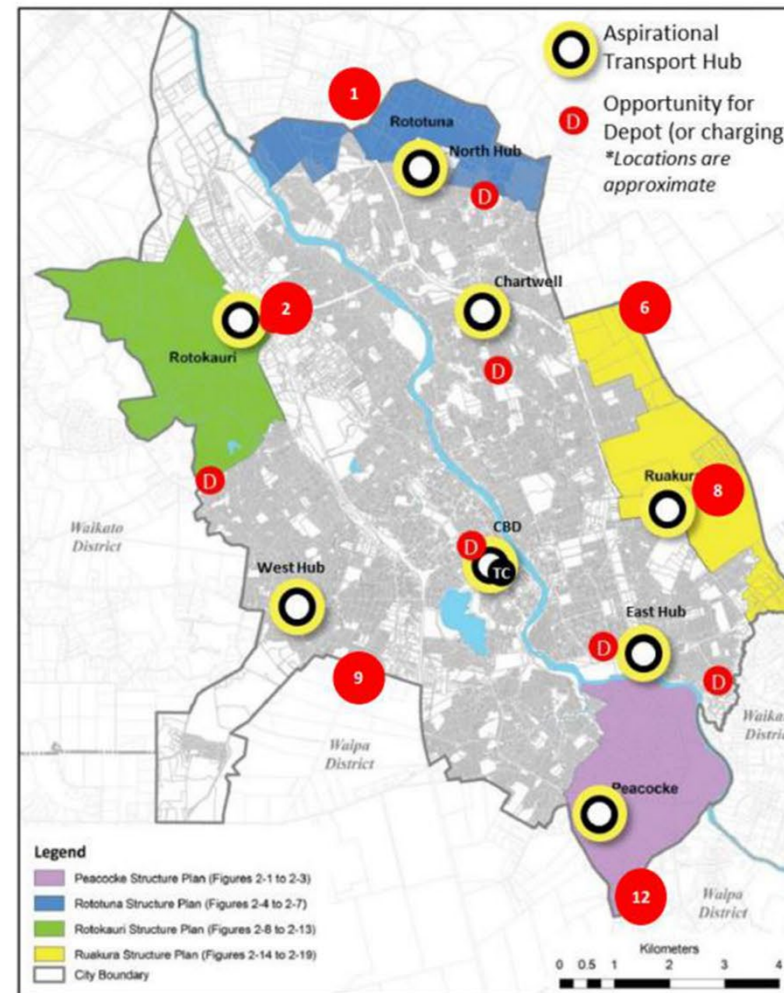 Aspirational
Transport Hub
D
Opportunity for
Depot (or charging
*Locations are
approximate
1
Rototuna
North Hub
D
Chartwell
2
6
Rotokauri
D
D
Ruakura
8
Waikato
District
CBD
D
TC
West Hub
East Hub
D
D
9
Waikato
District
Waipa
District
Peacocke
12
Waipa
District
Legend
Peacocke Structure Plan (Figures 2-1 to 2-3)
Rototuna Structure Plan (Figures 2-4 to 2-7)
Rotokauri Structure Plan (Figures 2-8 to 2-13)
Ruakura Structure Plan (Figures 2-14 to 2-19)
City Boundary
Kilometers
0 0.5 1 2 3 4